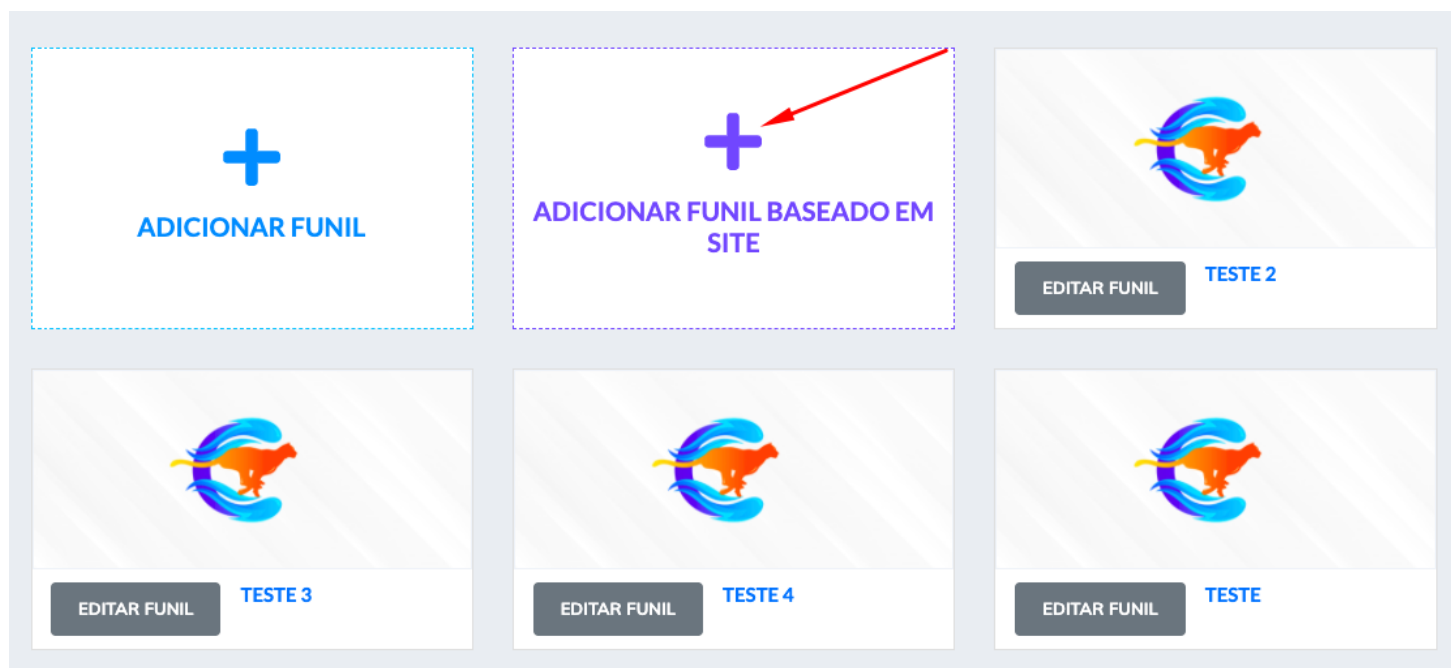 ADICIONAR FUNIL
ADICIONAR FUNIL BASEADO EM
SITE
EDITAR FUNIL
TESTE 2
EDITAR FUNIL
TESTE 3
EDITAR FUNIL
TESTE 4
EDITAR FUNIL
TESTE